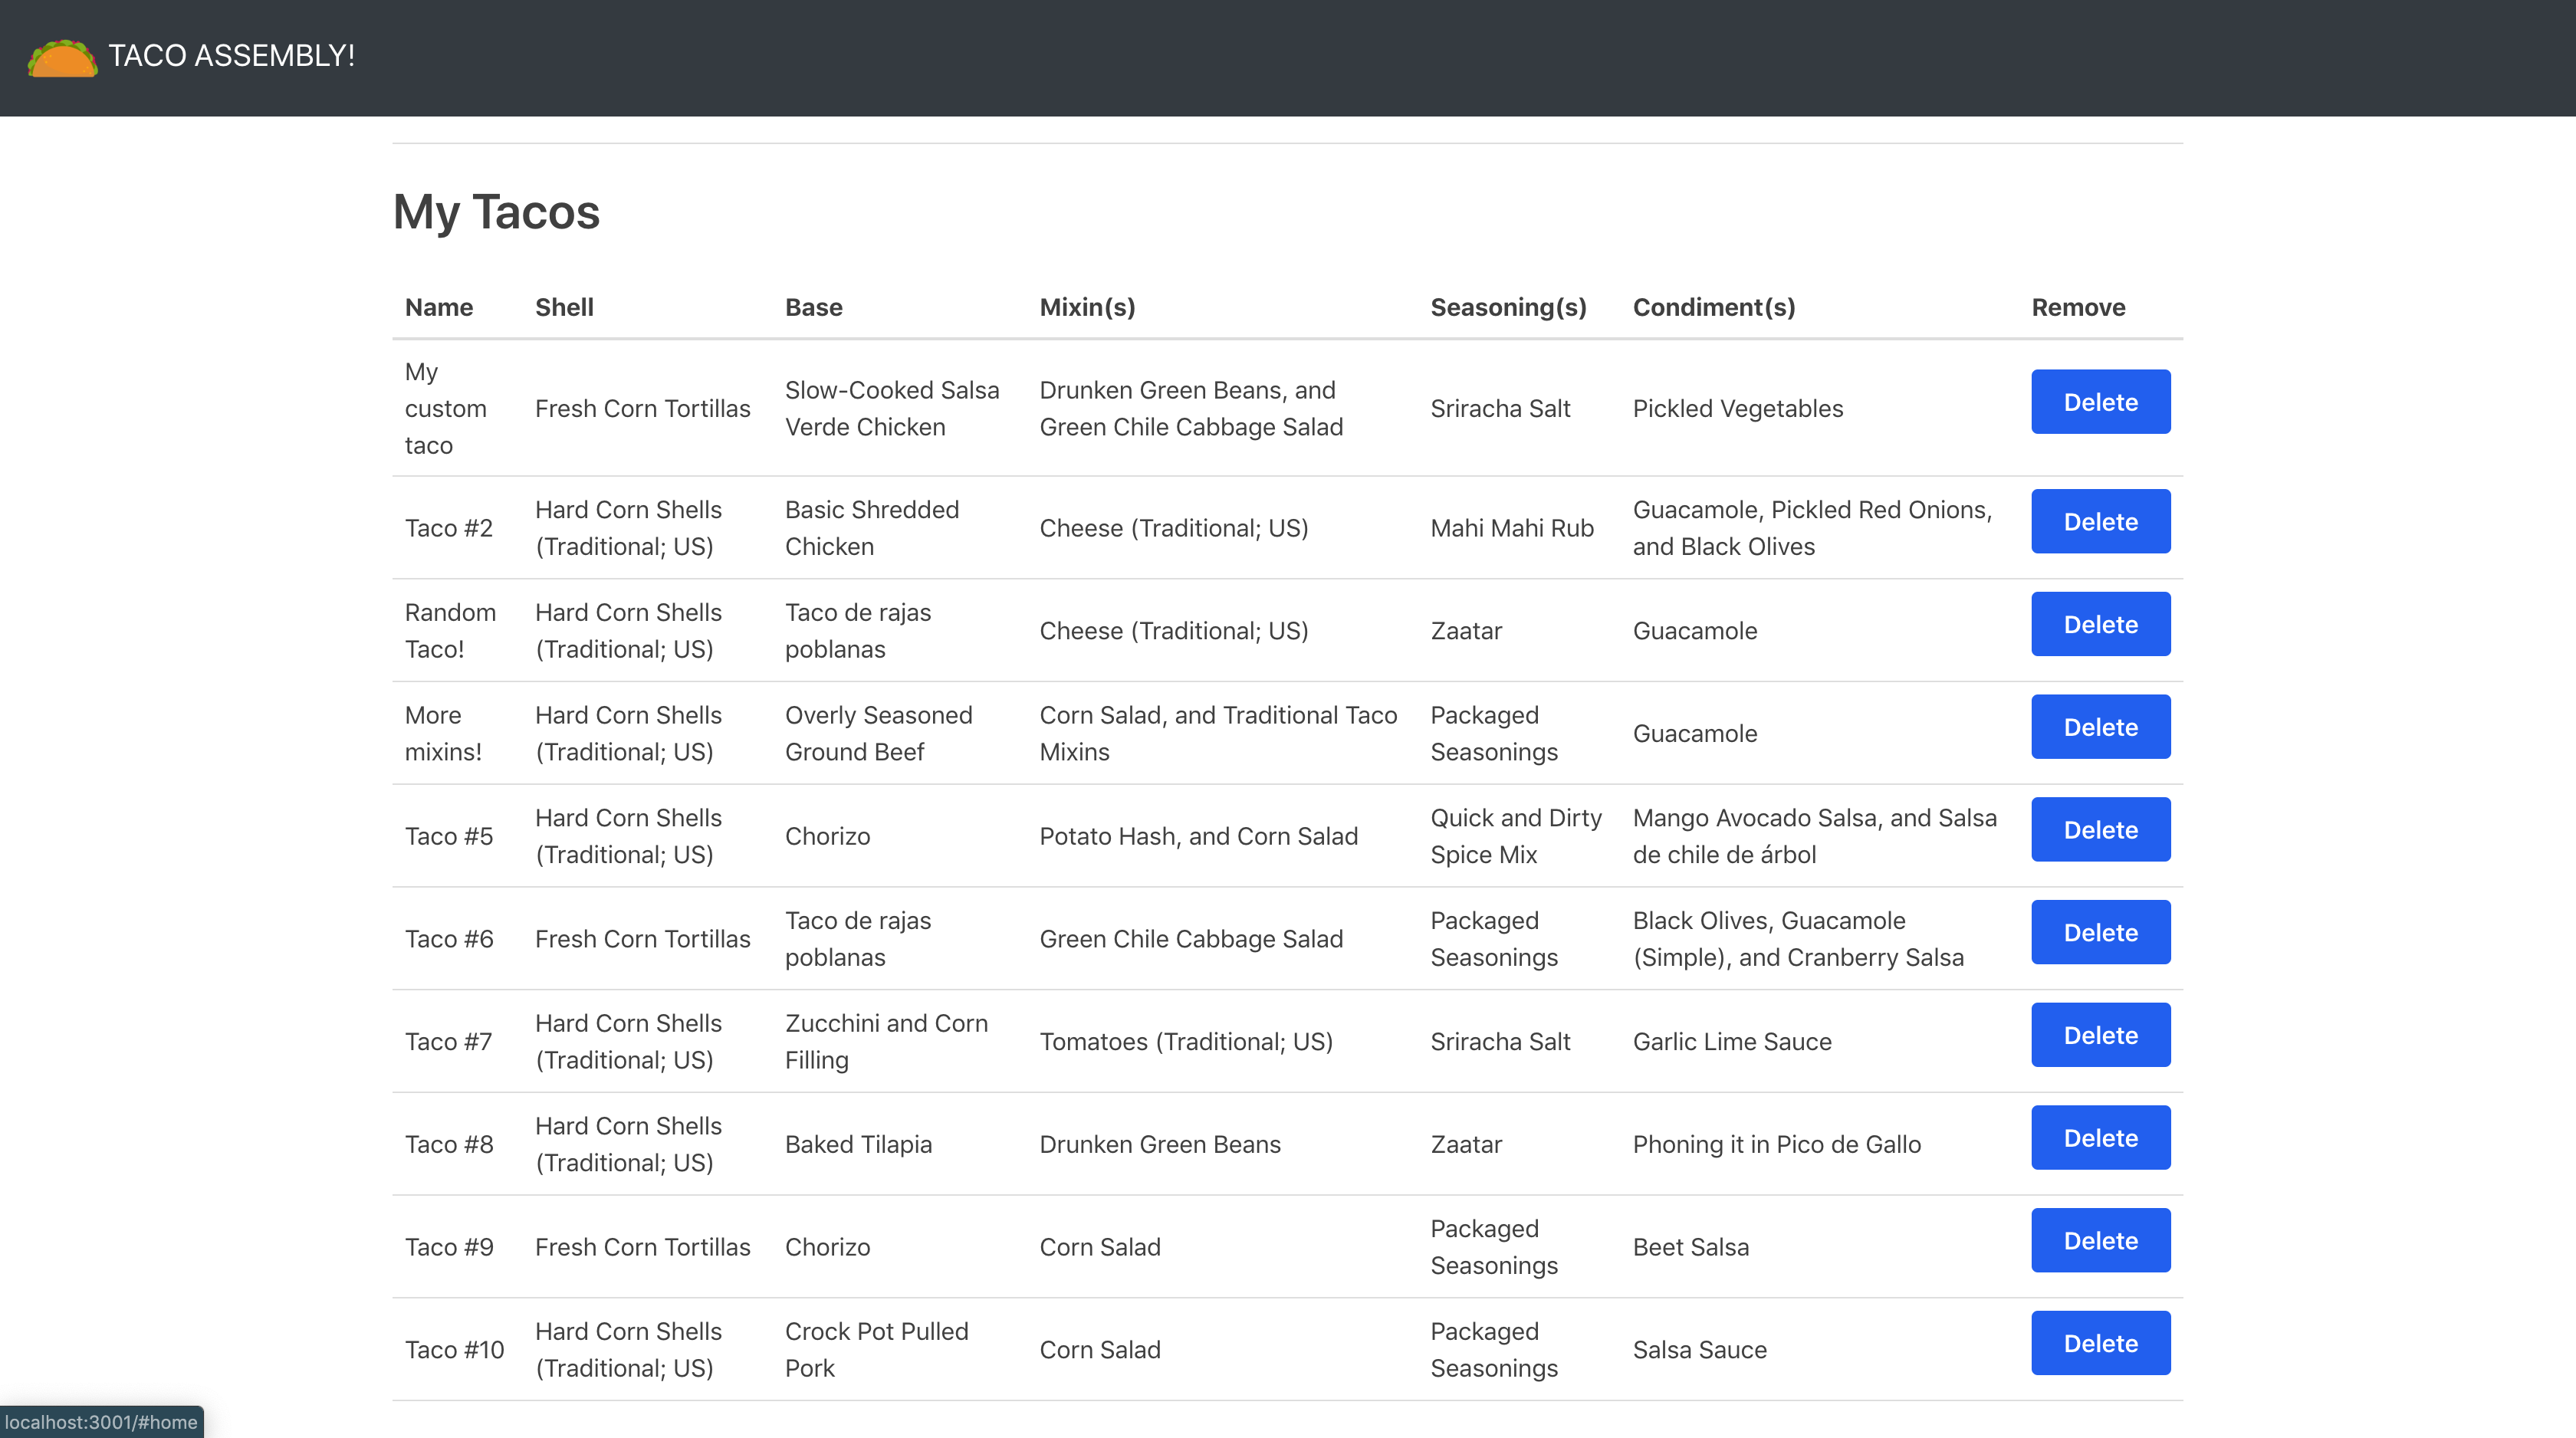 TACO ASSEMBLY!
My Tacos
Name Shell Base Mixin(s) Seasoning(s) Condiment(s) Remove
My
custom
taco
Fresh Corn Tortillas
Slow-Cooked Salsa
Verde Chicken
Drunken Green Beans, and
Green Chile Cabbage Salad
Sriracha Salt
Pickled Vegetables
Delete
Taco #2
Hard Corn Shells
(Traditional; US)
Basic Shredded
Chicken
Cheese (Traditional; US)
Mahi Mahi Rub
Guacamole, Pickled Red Onions,
and Black Olives
Delete
Random
Taco!
Hard Corn Shells
(Traditional; US)
Taco de rajas
poblanas
Cheese (Traditional; US)
Zaatar
Guacamole
Delete
More
mixins!
Hard Corn Shells
(Traditional; US)
Overly Seasoned
Ground Beef
Corn Salad, and Traditional Taco
Mixins
Packaged
Seasonings
Guacamole
Delete
Taco #5
Hard Corn Shells
(Traditional; US)
Chorizo
Potato Hash, and Corn Salad
Quick and Dirty
Spice Mix
Mango Avocado Salsa, and Salsa
de chile de árbol
Delete
Taco #6
Fresh Corn Tortillas
Taco de rajas
poblanas
Green Chile Cabbage Salad
Packaged
Seasonings
Black Olives, Guacamole
(Simple), and Cranberry Salsa
Delete
Taco #7
Hard Corn Shells
(Traditional; US)
Zucchini and Corn
Filling
Tomatoes (Traditional; US)
Sriracha Salt
Garlic Lime Sauce
Delete
Taco #8
Hard Corn Shells
(Traditional; US)
Baked Tilapia
Drunken Green Beans
Zaatar
Phoning it in Pico de Gallo
Delete
Taco #9
Fresh Corn Tortillas
Chorizo
Corn Salad
Packaged
Seasonings
Beet Salsa
Delete
Taco #10
Hard Corn Shells
(Traditional; US)
Crock Pot Pulled
Pork
Corn Salad
Packaged
Seasonings
Salsa Sauce
Delete
localhost:3001/#home